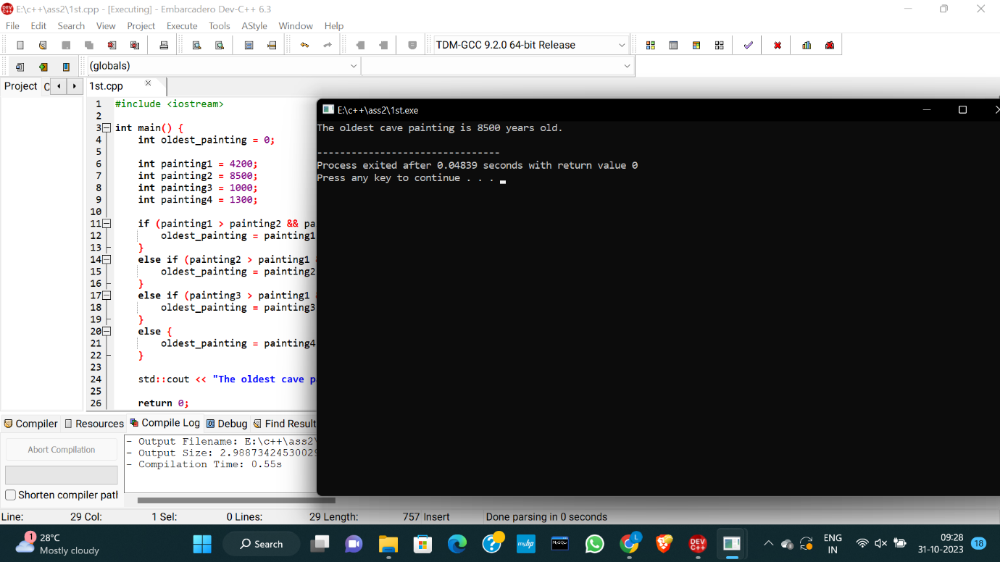 E:\c++\ass2\1st.cpp - [Executing] - Embarcadero Dev-C++ 6.3
File Edit Search View Project Execute Tools AStyle Window Help
TDM-GCC 9.2.0 64-bit Release
(globals)
Project C 1st.cpp
1 #include <iostream>
2
3 int main() {
4 int oldest_painting = 0;
5
6 int painting1 = 4200;
7 int painting2 = 8500;
8 int painting3 = 1000;
9 int painting4 = 1300;
10
11 if (painting1 > painting2 && pa
12 oldest_painting = painting1
13 }
14 else if (painting2 > painting1
15 oldest_painting = painting2
16 }
17 else if (painting3 > painting1
18 oldest_painting = painting3
19 }
20 else {
21 oldest_painting = painting4
22 }
23
24 std::cout << "The oldest cave p
25
26 return 0;
E:\c++\ass2\1st.exe
The oldest cave painting is 8500 years old.
--------------------------------
Process exited after 0.04839 seconds with return value 0
Press any key to continue . . .
Compiler Resources Compile Log Debug Find Result
Abort Compilation
Shorten compiler path
- Output Filename: E:\c++\ass2\
- Output Size: 2.9887342453002
- Compilation Time: 0.55s
Line: 29 Col: 1 Sel: 0 Lines: 29 Length: 757 Insert Done parsing in 0 seconds
1
28°C
Mostly cloudy
Search
myhp
MySQL
L
DEV C++
ENG
IN
09:28
31-10-2023
18